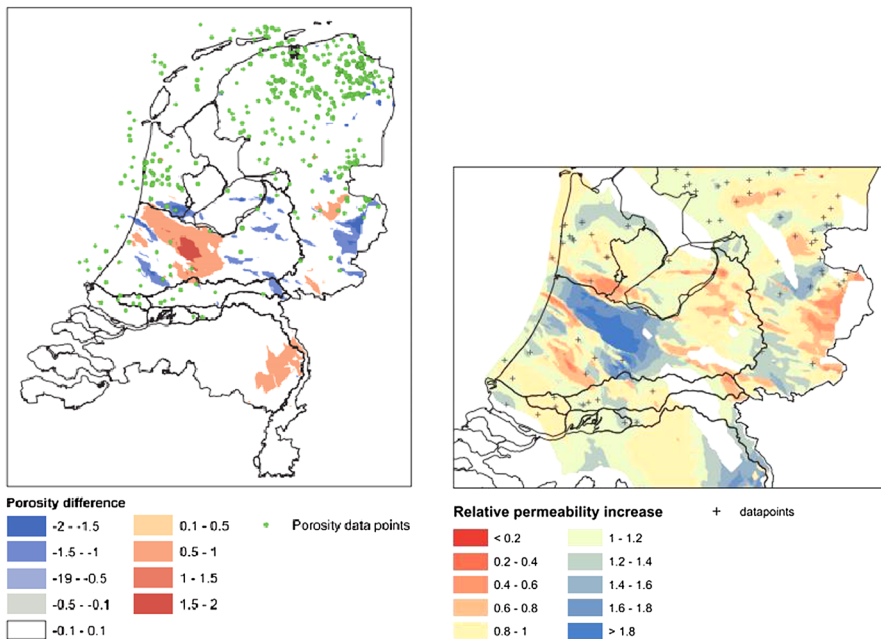 Porosity difference
-2 - -1.5
-1.5 - -1
-19 - -0.5
-0.5 - -0.1
-0.1 - 0.1
0.1 - 0.5
0.5 - 1
1 - 1.5
1.5 - 2
Porosity data points
Relative permeability increase
< 0.2
0.2 - 0.4
0.4 - 0.6
0.6 - 0.8
0.8 - 1
1 - 1.2
1.2 - 1.4
1.4 - 1.6
1.6 - 1.8
> 1.8
+ datapoints